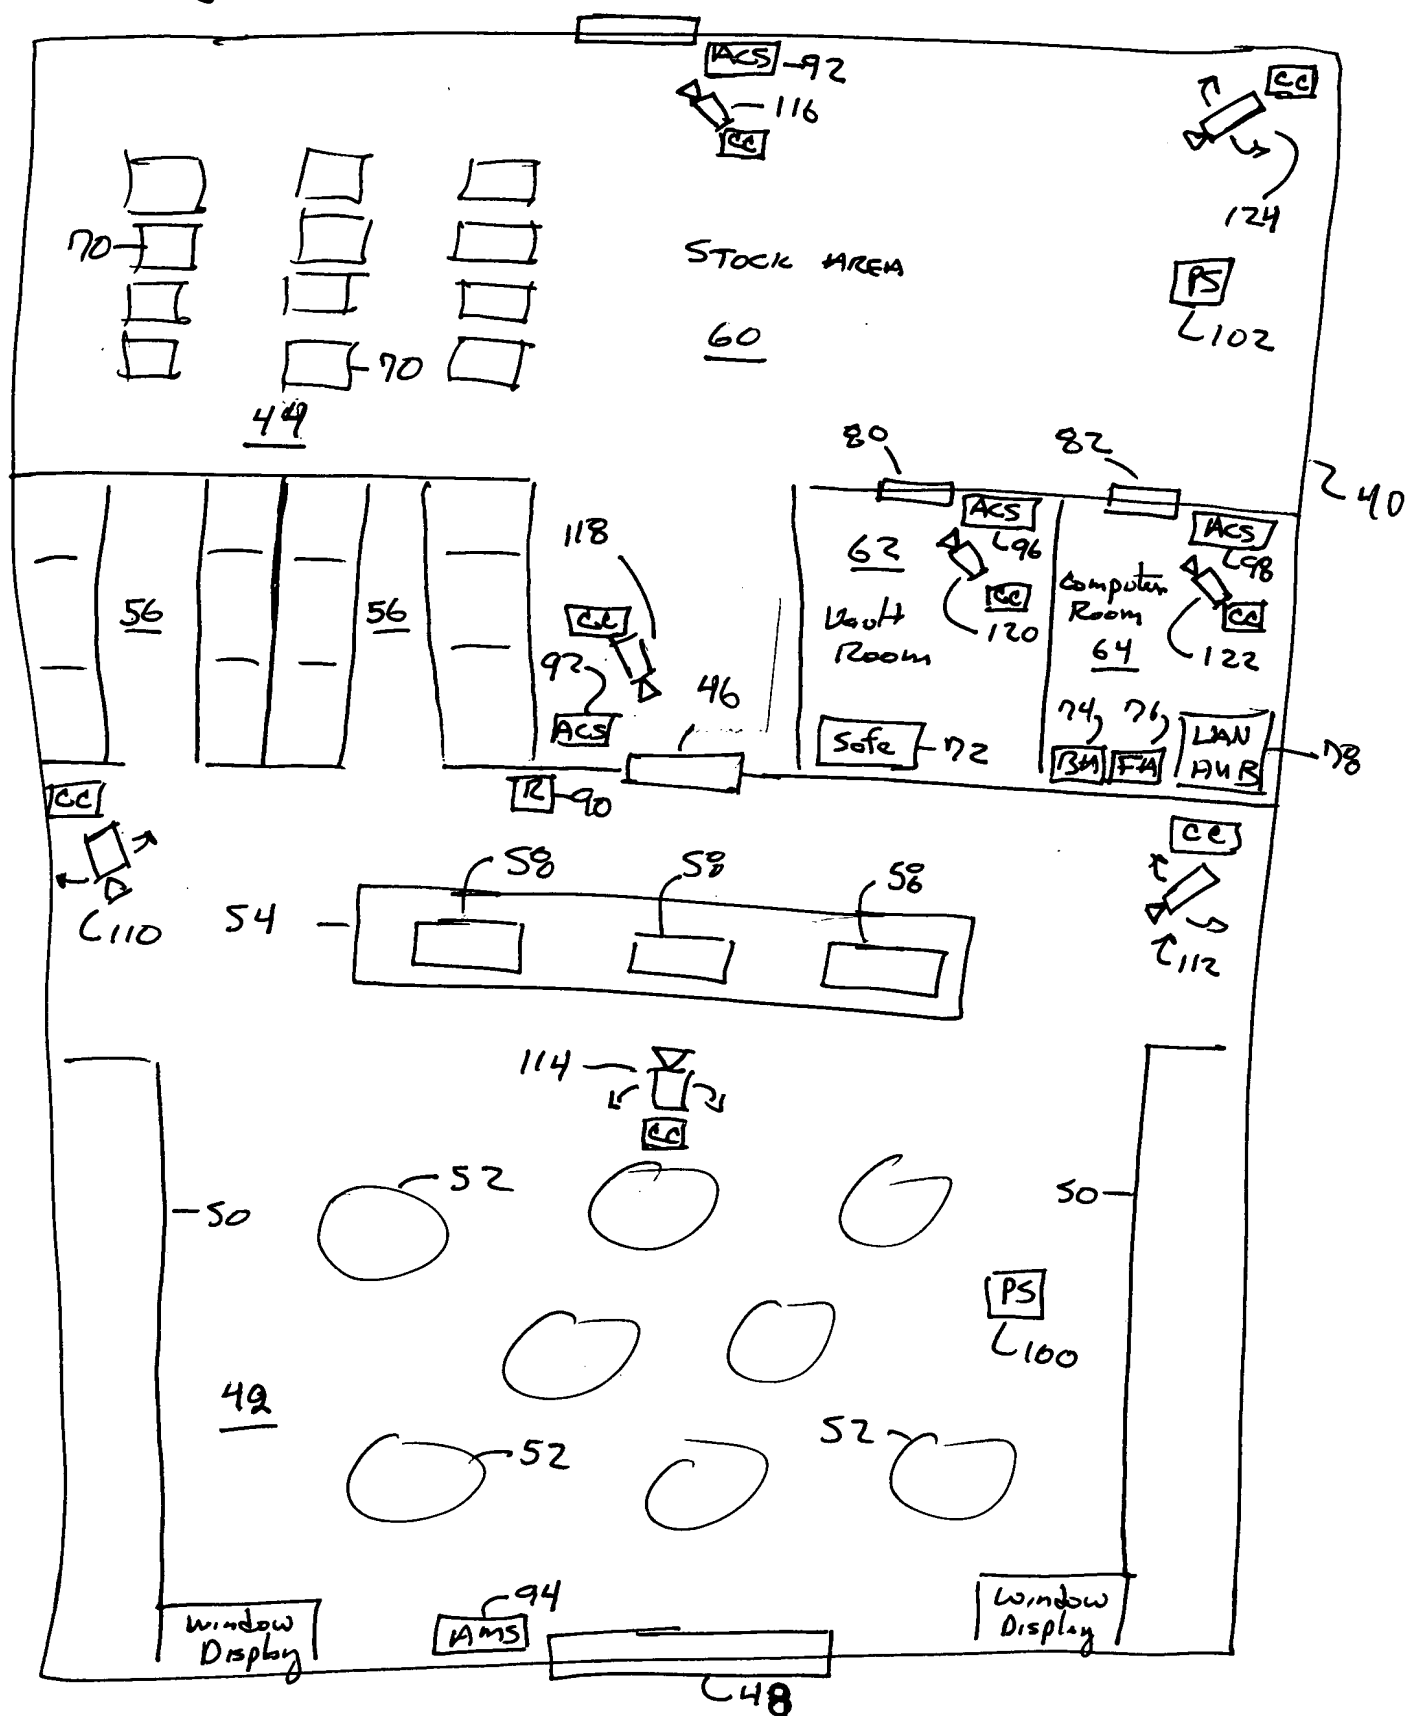 ACS 92
CC
116
CC
124
70
STOCK AREA
PS
60
102
70
44
80
82
40
ACS
ACS
118
62
96
98
56
56
Computer
Room
CC
CC
CC
Vault
Room
120
64
122
92
46
74
76
ACS
Safe
72
BA
FA
LAN
HUB
78
CC
R
90
CC
58
58
58
54
110
112
114
CC
52
50
50
PS
100
42
52
52
94
Window
Display
AMS
Window
Display
48